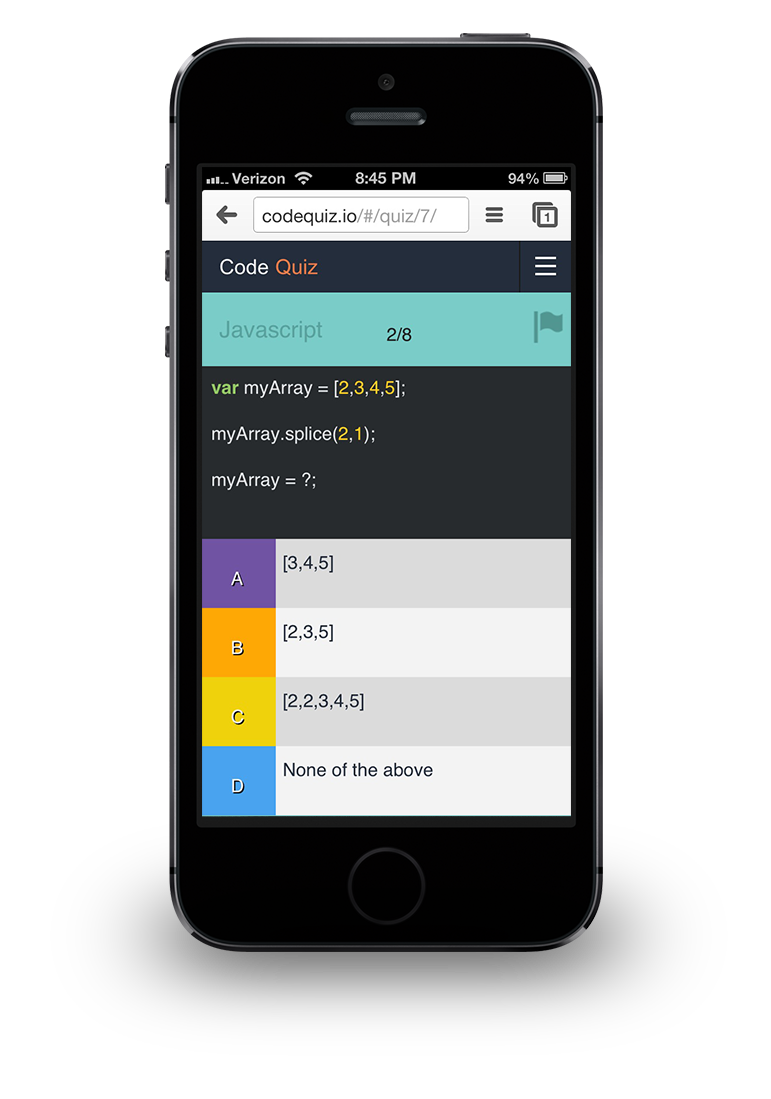 Verizon 8:45 PM 94%
codequiz.io/#/quiz/7/ 1
Code Quiz
Javascript 2/8
var myArray = [2,3,4,5];
myArray.splice(2,1);
myArray = ?;
A [3,4,5]
B [2,3,5]
C [2,2,3,4,5]
D None of the above